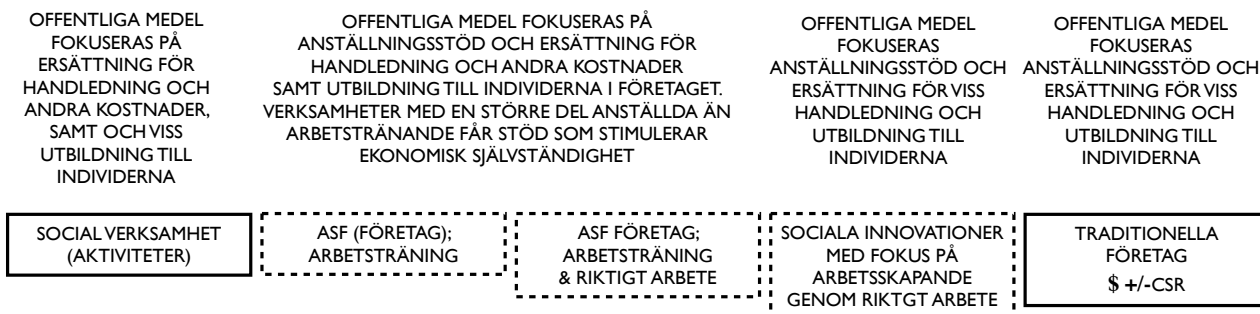 OFFENTLIGA MEDEL
FOKUSERAS PÅ
ERSÄTTNING FÖR
HANDLEDNING OCH
ANDRA KOSTNADER,
SAMT OCH VISS
UTBILDNING TILL
INDIVIDERNA
OFFENTLIGA MEDEL FOKUSERAS PÅ
ANSTÄLLNINGSSTÖD OCH ERSÄTTNING FÖR
HANDLEDNING OCH ANDRA KOSTNADER
SAMT UTBILDNING TILL INDIVIDERNA I FÖRETAGET.
VERKSAMHETER MED EN STÖRRE DEL ANSTÄLLDA ÄN
ARBETSTRÄNANDE FÅR STÖD SOM STIMULERAR
EKONOMISK SJÄLVSTÄNDIGHET
OFFENTLIGA MEDEL
FOKUSERAS
ANSTÄLLNINGSSTÖD OCH
ERSÄTTNING FÖR VISS
HANDLEDNING OCH
UTBILDNING TILL
INDIVIDERNA
OFFENTLIGA MEDEL
FOKUSERAS
ANSTÄLLNINGSSTÖD OCH
ERSÄTTNING FÖR VISS
HANDLEDNING OCH
UTBILDNING TILL
INDIVIDERNA
SOCIAL VERKSAMHET
(AKTIVITETER)
ASF (FÖRETAG);
ARBETSTRÄNING
ASF FÖRETAG;
ARBETSTRÄNING
& RIKTIGT ARBETE
SOCIALA INNOVATIONER
MED FOKUS PÅ
ARBETSSKAPANDE
GENOM RIKTGT ARBETE
TRADITIONELLA
FÖRETAG
$ +/-CSR